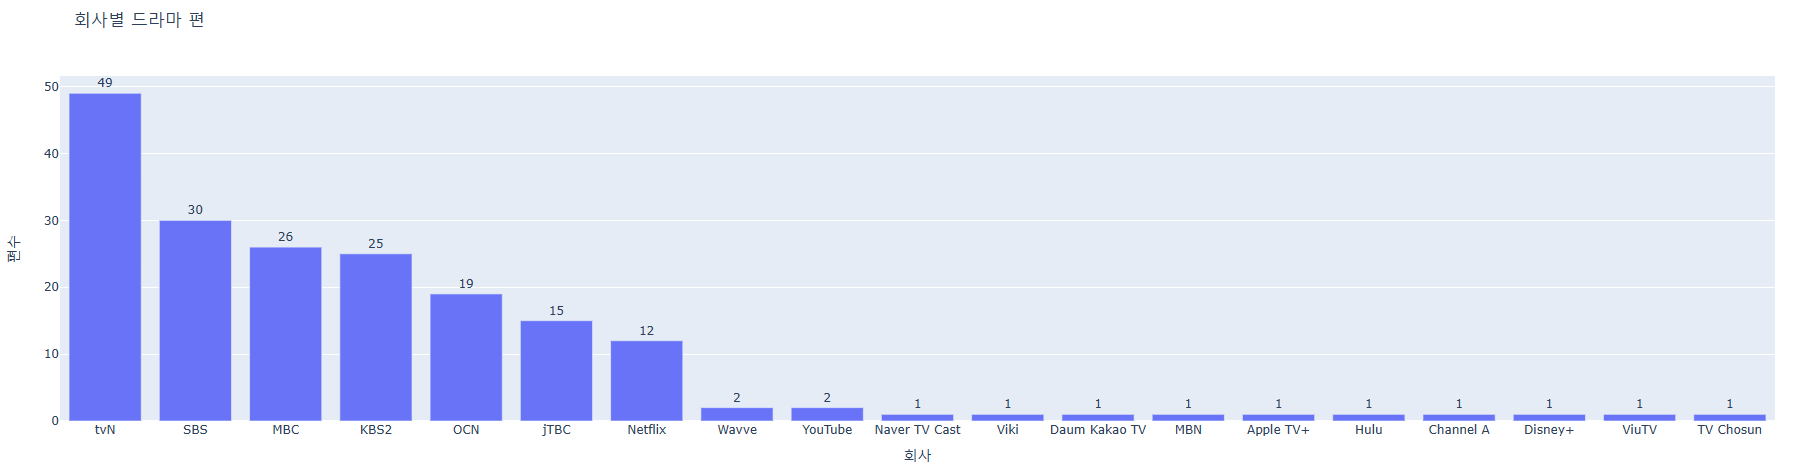 회사별 드라마 편
편수
50
40
30
20
10
0
49
30
26
25
19
15
12
2
2
1
1
1
1
1
1
1
1
1
1
tvN
SBS
MBC
KBS2
OCN
jTBC
Netflix
Wavve
YouTube
Naver TV Cast
Viki
Daum Kakao TV
MBN
Apple TV+
Hulu
Channel A
Disney+
ViuTV
TV Chosun
회사